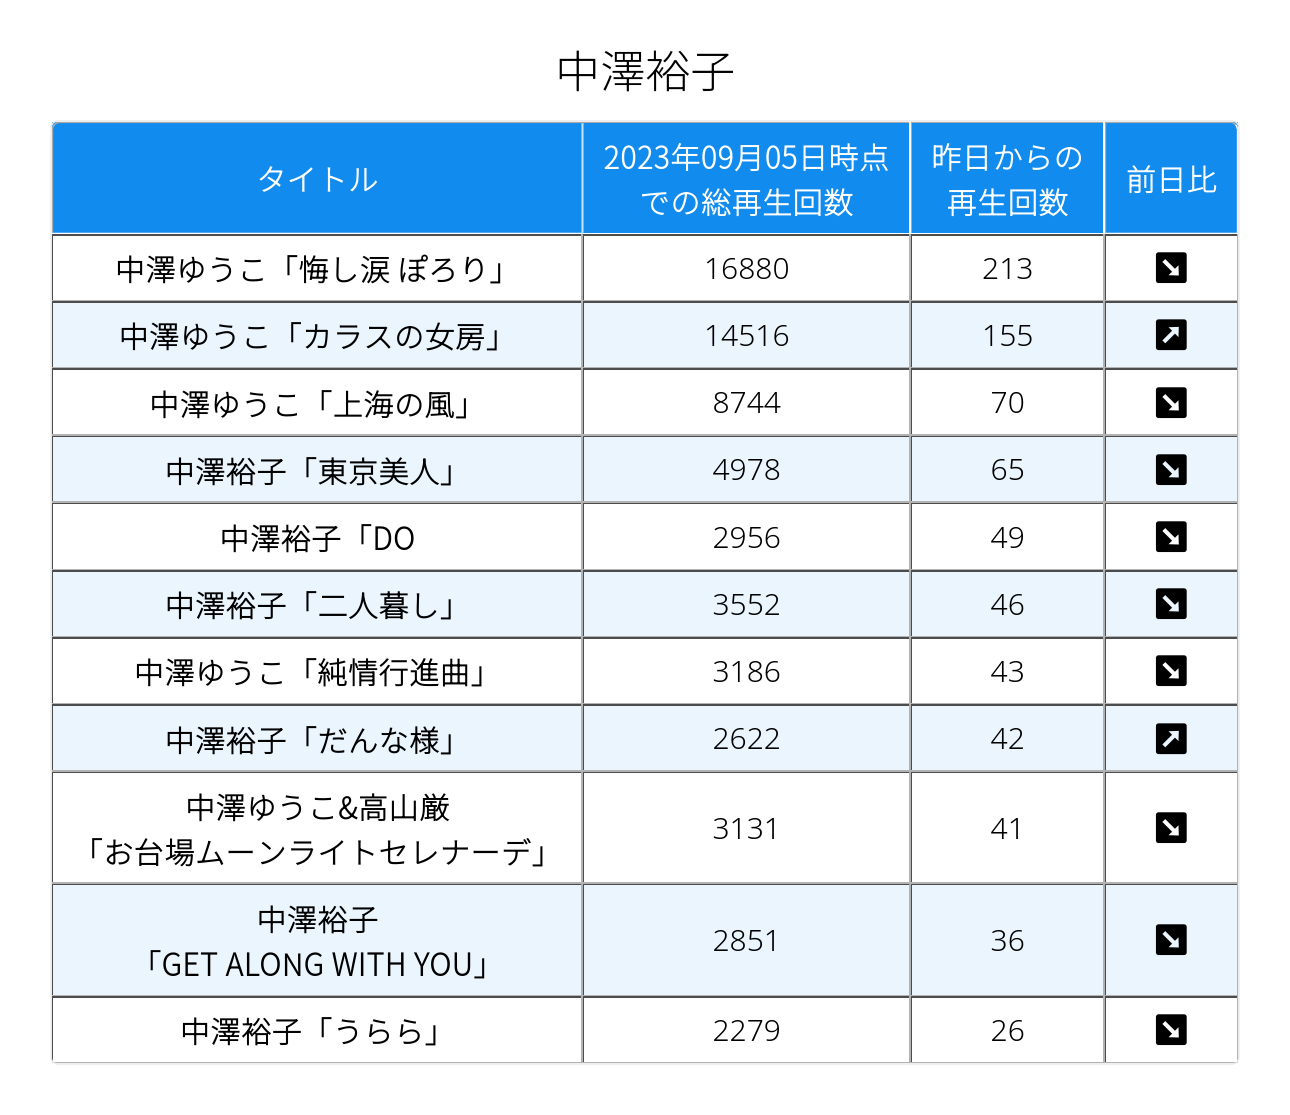 中澤裕子
タイトル
2023年09月05日時点
での総再生回数
昨日からの
再生回数
前日比
中澤ゆうこ「悔し涙 ぽろり」
16880
213
中澤ゆうこ「カラスの女房」
14516
155
中澤ゆうこ「上海の風」
8744
70
中澤裕子「東京美人」
4978
65
中澤裕子「DO
2956
49
中澤裕子「二人暮し」
3552
46
中澤ゆうこ「純情行進曲」
3186
43
中澤裕子「だんな様」
2622
42
中澤ゆうこ&高山厳
「お台場ムーンライトセレナーデ」
3131
41
中澤裕子
「GET ALONG WITH YOU」
2851
36
中澤裕子「うらら」
2279
26